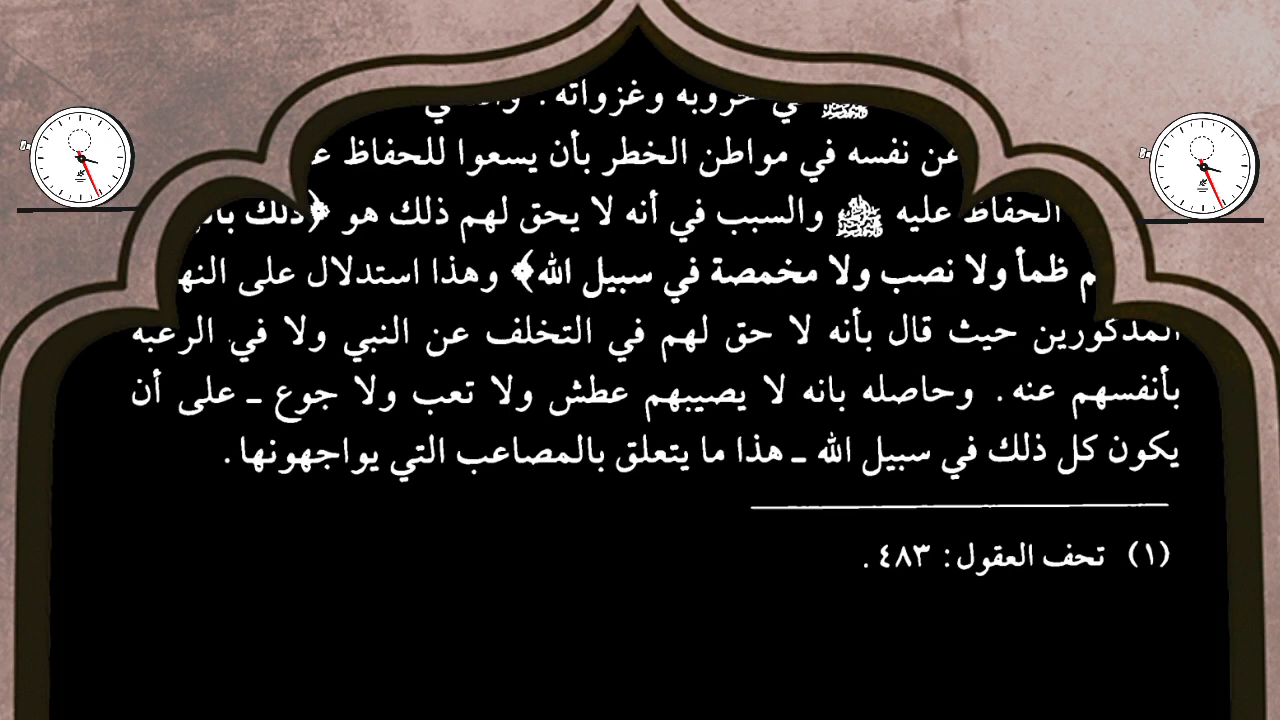 ﷺ في حروبه وغزواته.
عن نفسه في مواطن الخطر بأن يسعوا للحفاظ
الحفاظ عليه ﷺ والسبب في أنه لا يحق لهم ذلك هو ﴿ذلك
ظمأ ولا نصب ولا مخمصة في سبيل الله﴾ وهذا استدلال على
المذكورين حيث قال بأنه لا حق لهم في التخلف عن النبي ولا في الرعبه
بأنفسهم عنه. وحاصله بانه لا يصيبهم عطش ولا تعب ولا جوع ـ على أن
يكون كل ذلك في سبيل الله ـ هذا ما يتعلق بالمصاعب التي يواجهونها.
(١) تحف العقول: ٤٨٣.